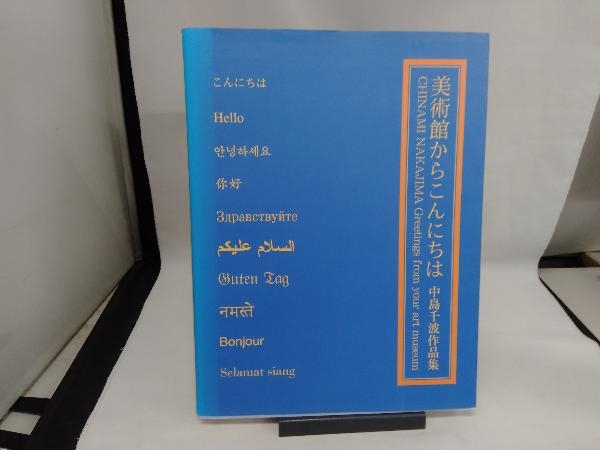 こんにちは
Hello
안녕하세요
你好
Здравствуйте
السلام عليكم
Guten Tag
नमस्ते
Bonjour
Selamat siang
美術館からこんにちは 中島千波作品集
CHINAMI NAKAJIMA Greetings from your art museum